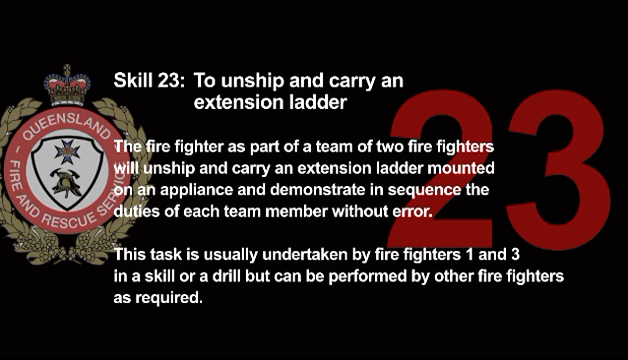 Skill 23: To unship and carry an
extension ladder
23
The fire fighter as part of a team of two fire fighters
will unship and carry an extension ladder mounted
on an appliance and demonstrate in sequence the
duties of each team member without error.
This task is usually undertaken by fire fighters 1 and 3
in a skill or a drill but can be performed by other fire fighters
as required.
QUEENSLAND
FIRE AND RESCUE SERVICE